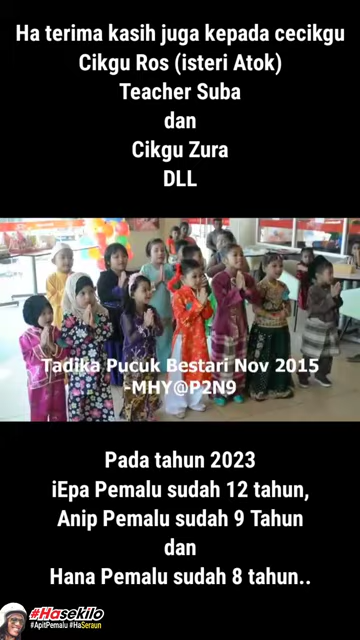 Ha terima kasih juga kepada cecikgu
Cikgu Ros (isteri Atok)
Teacher Suba
dan
Cikgu Zura
DLL
Tadika Pucuk Bestari Nov 2015
-MHY@P2N9
Pada tahun 2023
iEpa Pemalu sudah 12 tahun,
Anip Pemalu sudah 9 Tahun
dan
Hana Pemalu sudah 8 tahun..
#Hasekilo
#ApitPemalu #HaSeraun